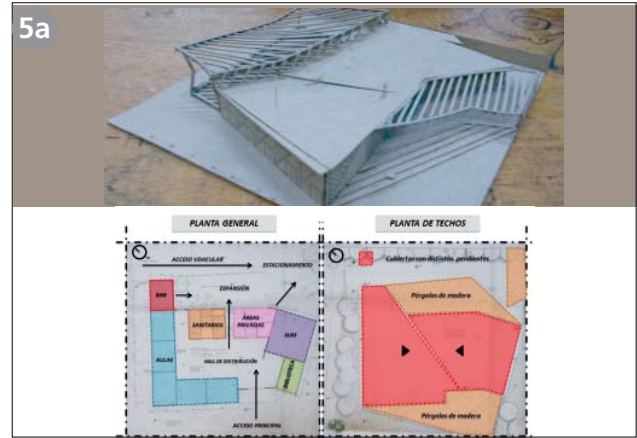 5a
PLANTA GENERAL
PLANTA DE TECHOS
ACCESO VEHICULAR
ESTACIONAMIENTO
EXPANSIÓN
BAR
SANITARIOS
ÁREAS
PRIVADAS
SUM
AULAS
HALL DE DISTRIBUCIÓN
BIBLIOTECA
ACCESO PRINCIPAL
Cubiertas con distintas pendientes
Pérgolas de madera
Pérgolas de madera